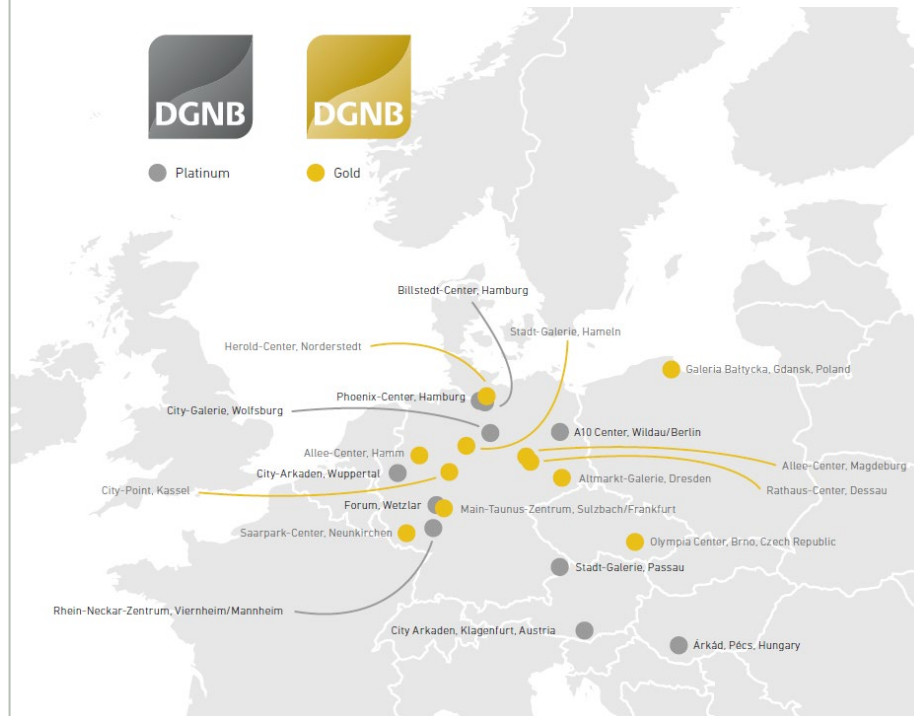 DGNB
DGNB
Platinum
Gold
Billstedt-Center, Hamburg
Stadt-Galerie, Hameln
Herold-Center, Norderstedt
Galeria Bałtycka, Gdansk, Poland
Phoenix-Center, Hamburg
City-Galerie, Wolfsburg
A10 Center, Wildau/Berlin
Allee-Center, Hamm
Allee-Center, Magdeburg
City-Arkaden, Wuppertal
Altmarkt-Galerie, Dresden
City-Point, Kassel
Rathaus-Center, Dessau
Forum, Wetzlar
Main-Taunus-Zentrum, Sulzbach/Frankfurt
Saarpark-Center, Neunkirchen
Olympia Center, Brno, Czech Republic
Stadt-Galerie, Passau
Rhein-Neckar-Zentrum, Viernheim/Mannheim
City Arkaden, Klagenfurt, Austria
Árkád, Pécs, Hungary